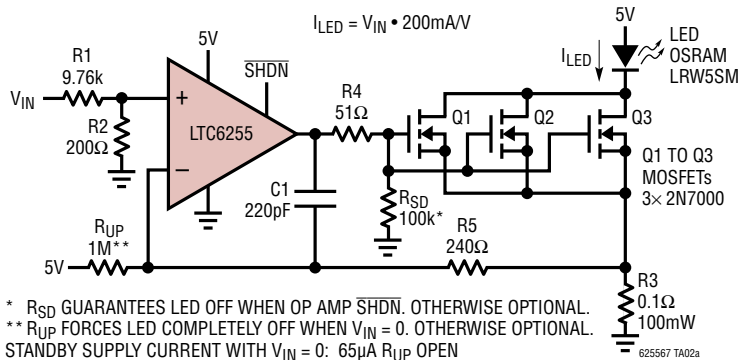 I_LED = V_IN • 200mA/V
5V
LED
OSRAM
LRW5SM
I_LED
5V
SHDN
R1
9.76k
V_IN
R2
200Ω
+
−
LTC6255
R4
51Ω
Q1
Q2
Q3
Q1 TO Q3
MOSFETs
3× 2N7000
C1
220pF
R_SD
100k*
R_UP
1M**
5V
R5
240Ω
R3
0.1Ω
100mW
* R_SD GUARANTEES LED OFF WHEN OP AMP SHDN. OTHERWISE OPTIONAL.
** R_UP FORCES LED COMPLETELY OFF WHEN V_IN = 0. OTHERWISE OPTIONAL.
STANDBY SUPPLY CURRENT WITH V_IN = 0: 65µA R_UP OPEN
625567 TA02a